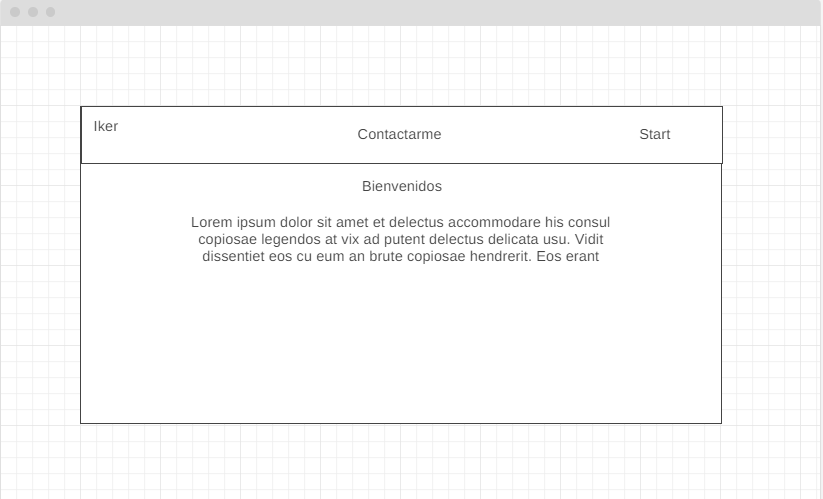 Iker
Contactarme
Start
Bienvenidos
Lorem ipsum dolor sit amet et delectus accommodare his consul
copiosae legendos at vix ad putent delectus delicata usu. Vidit
dissentiet eos cu eum an brute copiosae hendrerit. Eos erant